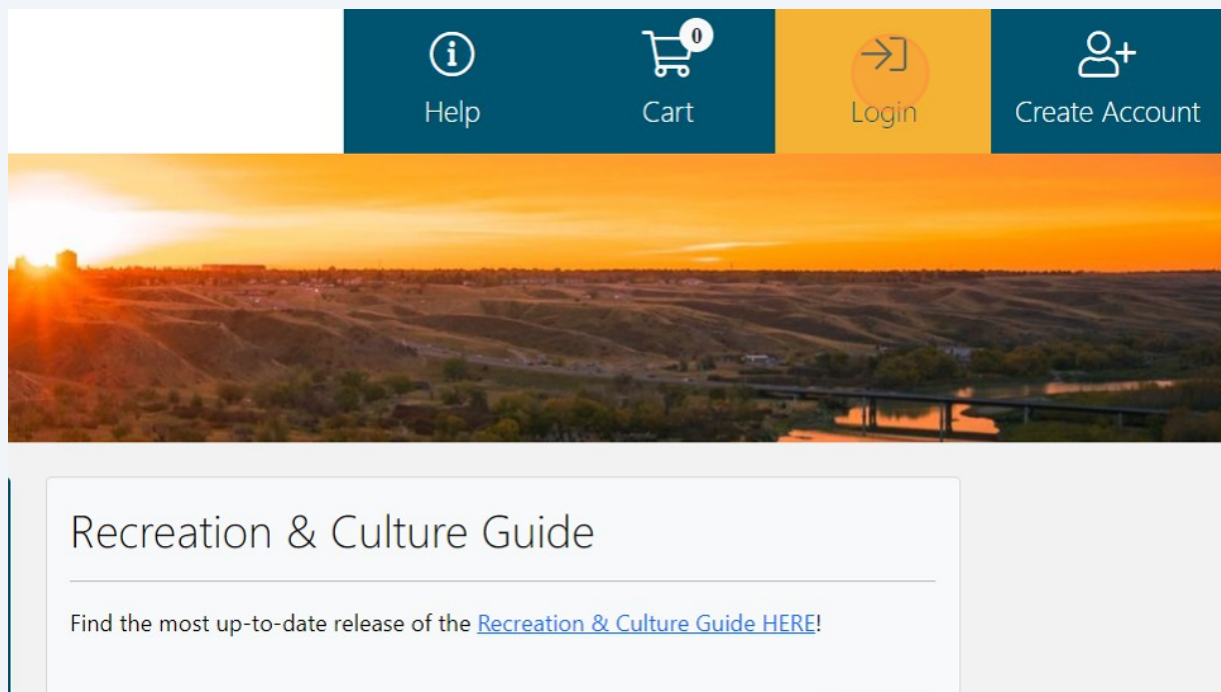 0
Help Cart Login Create Account
Recreation & Culture Guide
Find the most up-to-date release of the Recreation & Culture Guide HERE!